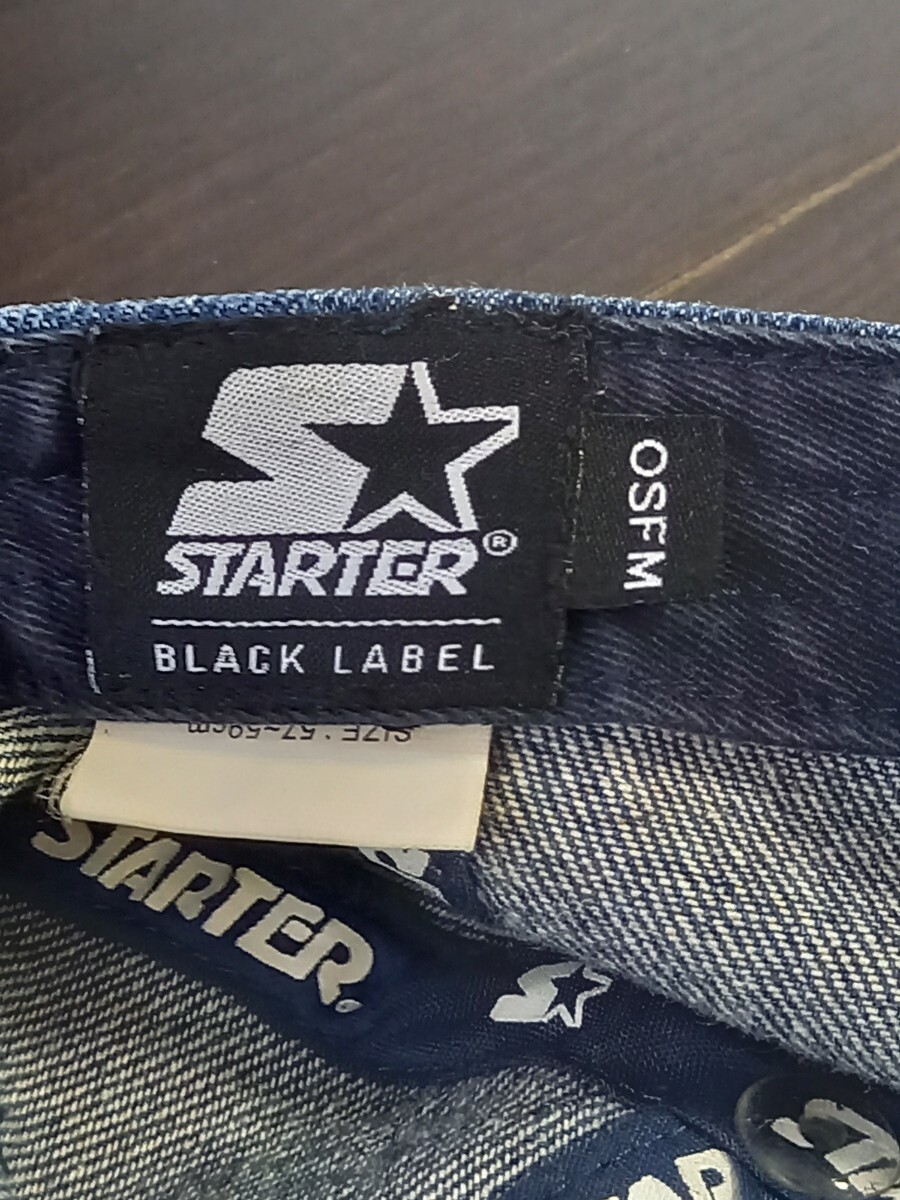 STARTER®
BLACK LABEL
OSFM
SIZE:57~59cm
STARTER.